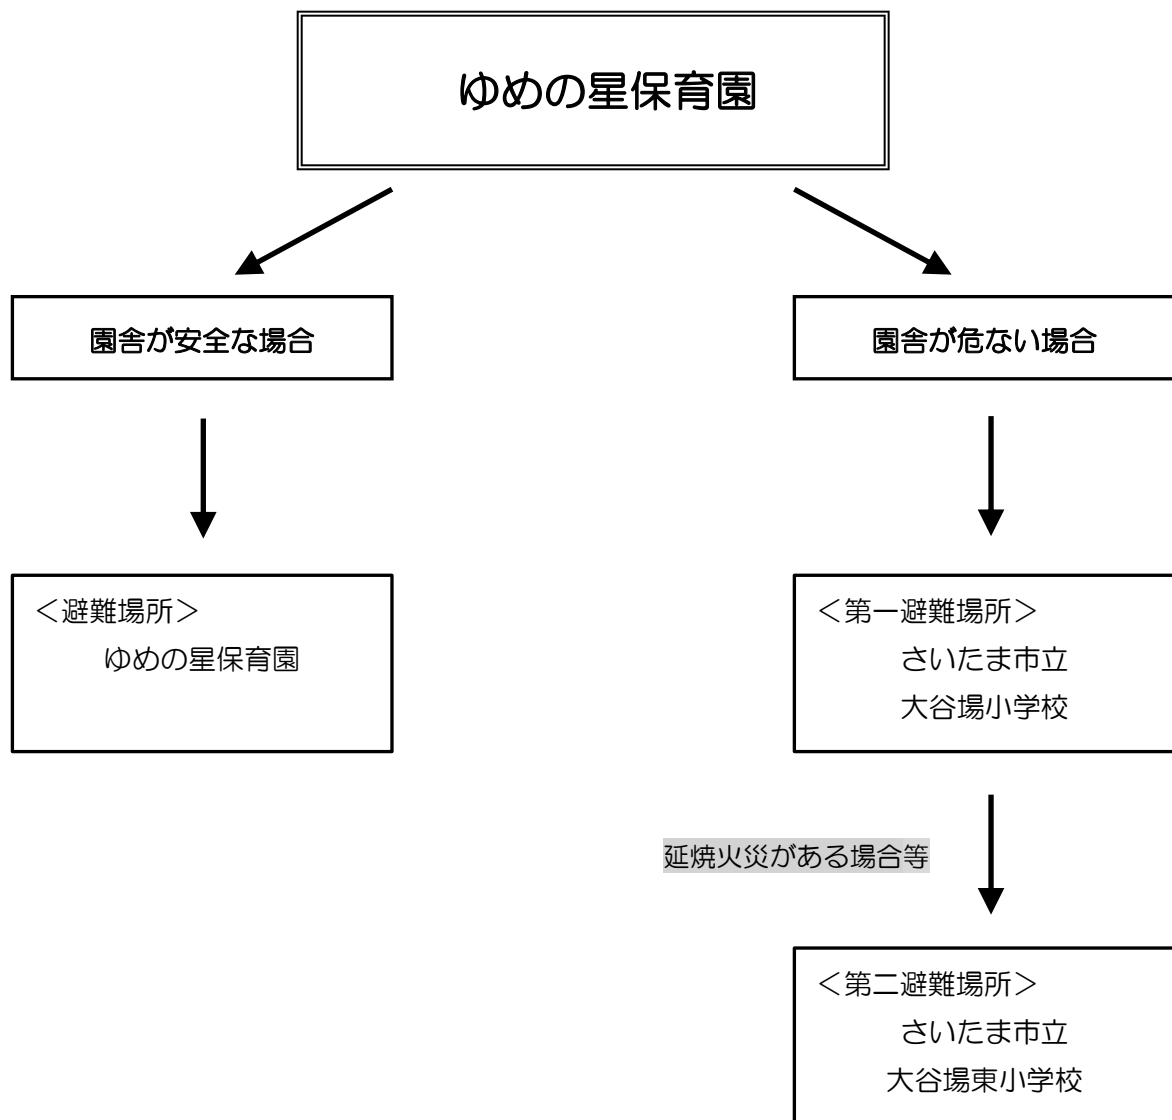 ゆめの星保育園
園舎が安全な場合
園舎が危ない場合
＜避難場所＞
ゆめの星保育園
＜第一避難場所＞
さいたま市立
大谷場小学校
延焼火災がある場合等
＜第二避難場所＞
さいたま市立
大谷場東小学校